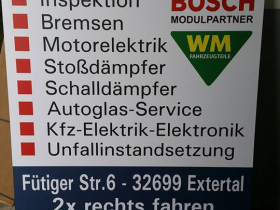 Inspektion
BOSCH
MODULPARTNER
Bremsen
WM
FAHRZEUGTEILE
Motorelektrik
Stoßdämpfer
Schalldämpfer
Autoglas-Service
Kfz-Elektrik-Elektronik
Unfallinstandsetzung
Fütiger Str.6 - 32699 Extertal
2x rechts fahren